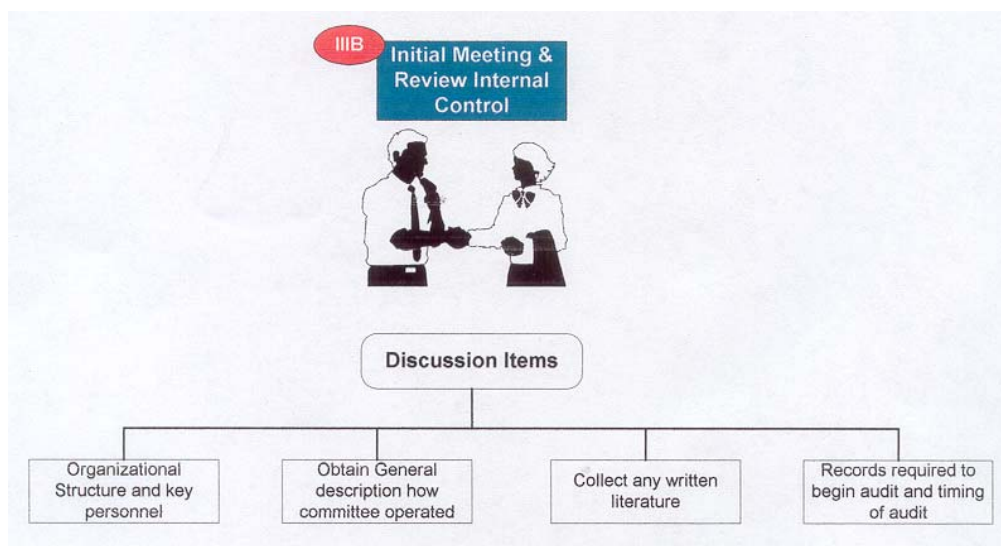 IIIB
Initial Meeting &
Review Internal
Control
Discussion Items
Organizational
Structure and key
personnel
Obtain General
description how
committee operated
Collect any written
literature
Records required to
begin audit and timing
of audit